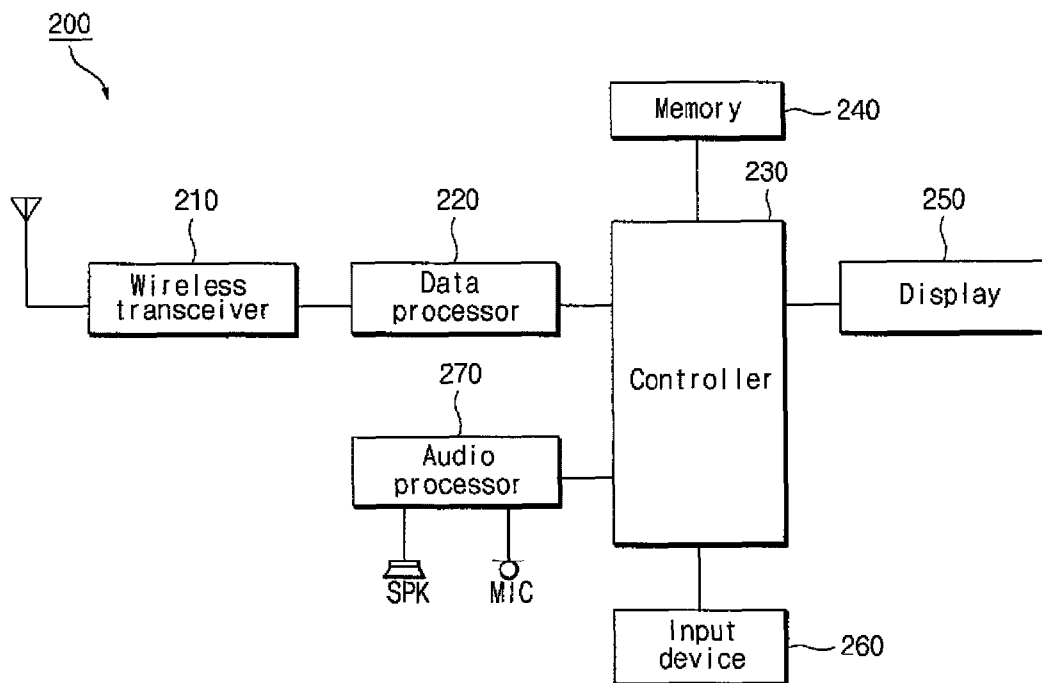 200
Memory
240
230
210
220
250
Wireless
transceiver
Data
processor
Display
Controller
270
Audio
processor
SPK
MIC
Input
device
260